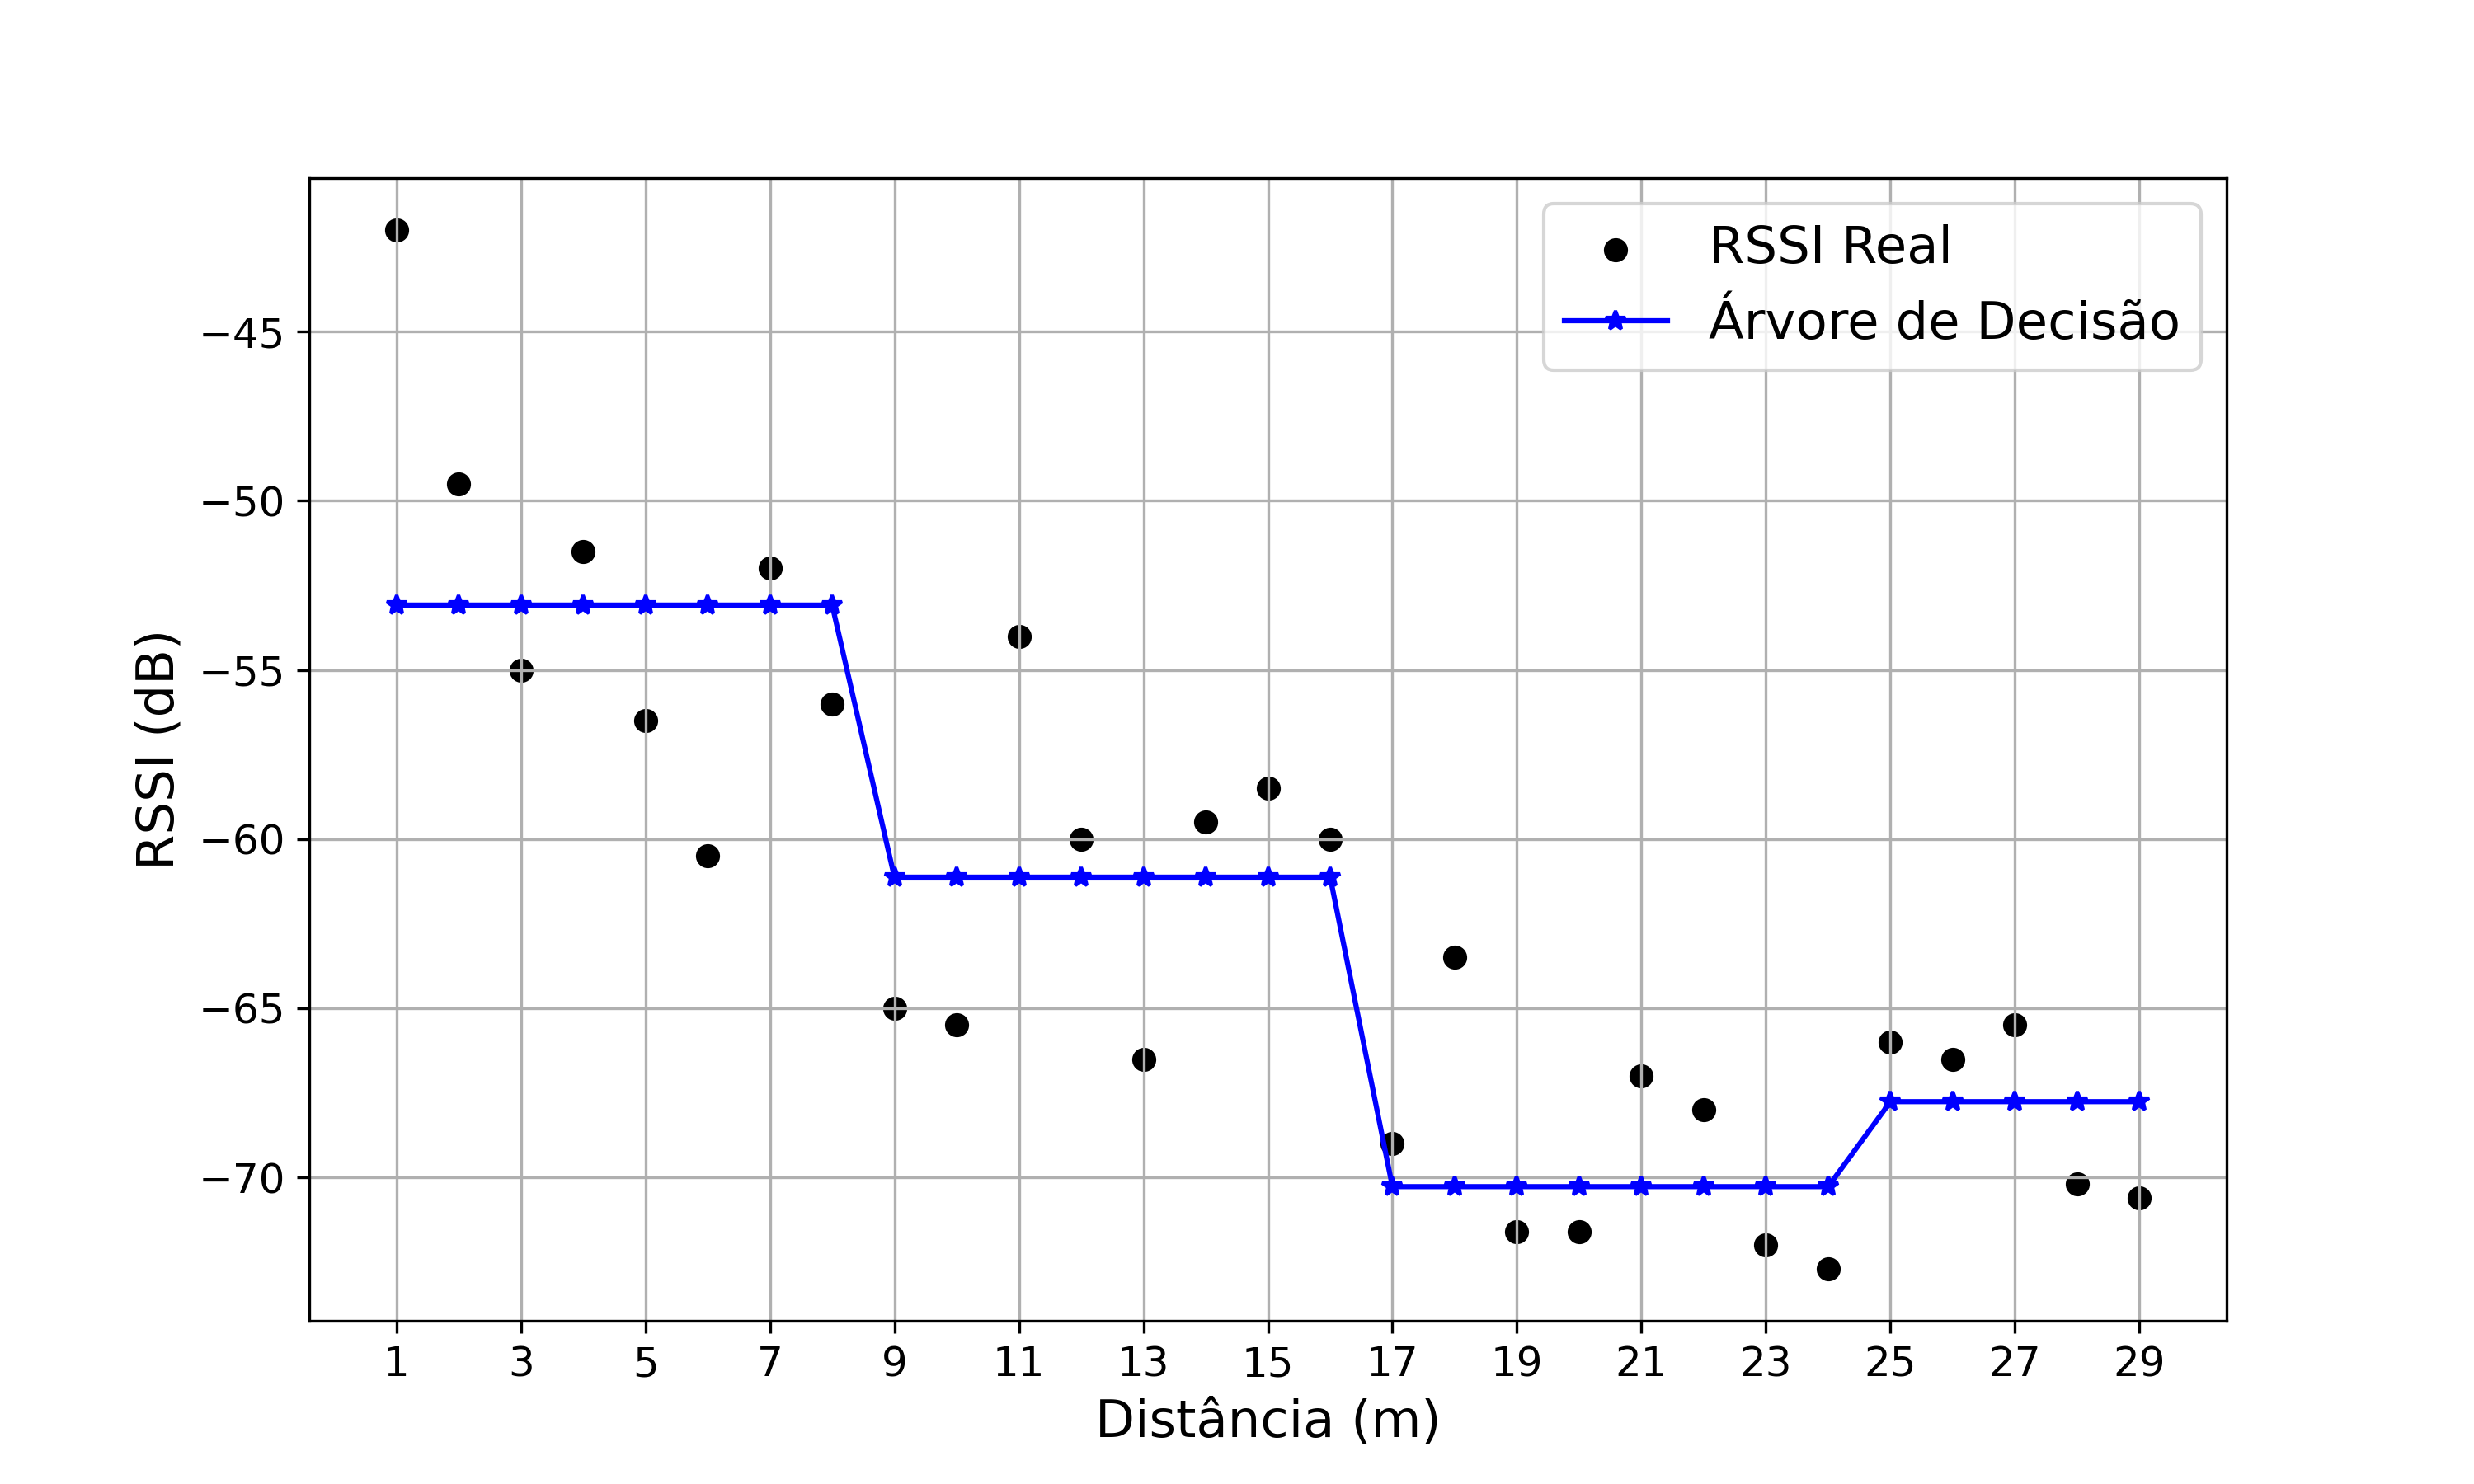 RSSI Real
Árvore de Decisão
−45
−50
−55
−60
−65
−70
RSSI (dB)
1 3 5 7 9 11 13 15 17 19 21 23 25 27 29
Distância (m)